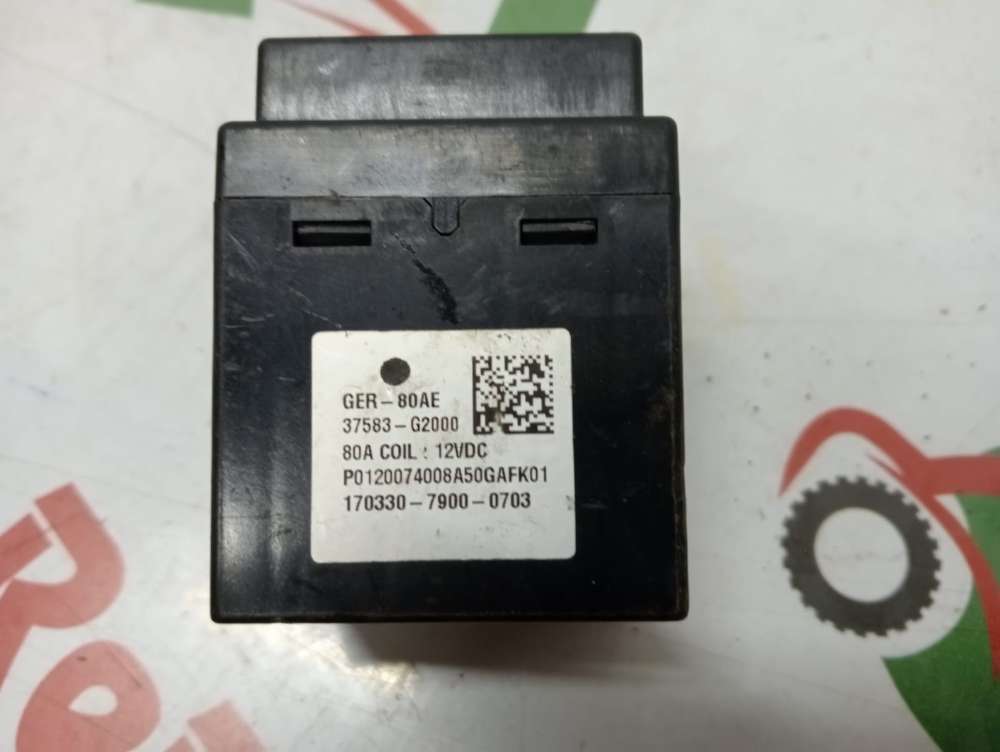 GER-80AE
37583-G2000
80A COIL : 12VDC
P0120074008A50GAFK01
170330-7900-0703